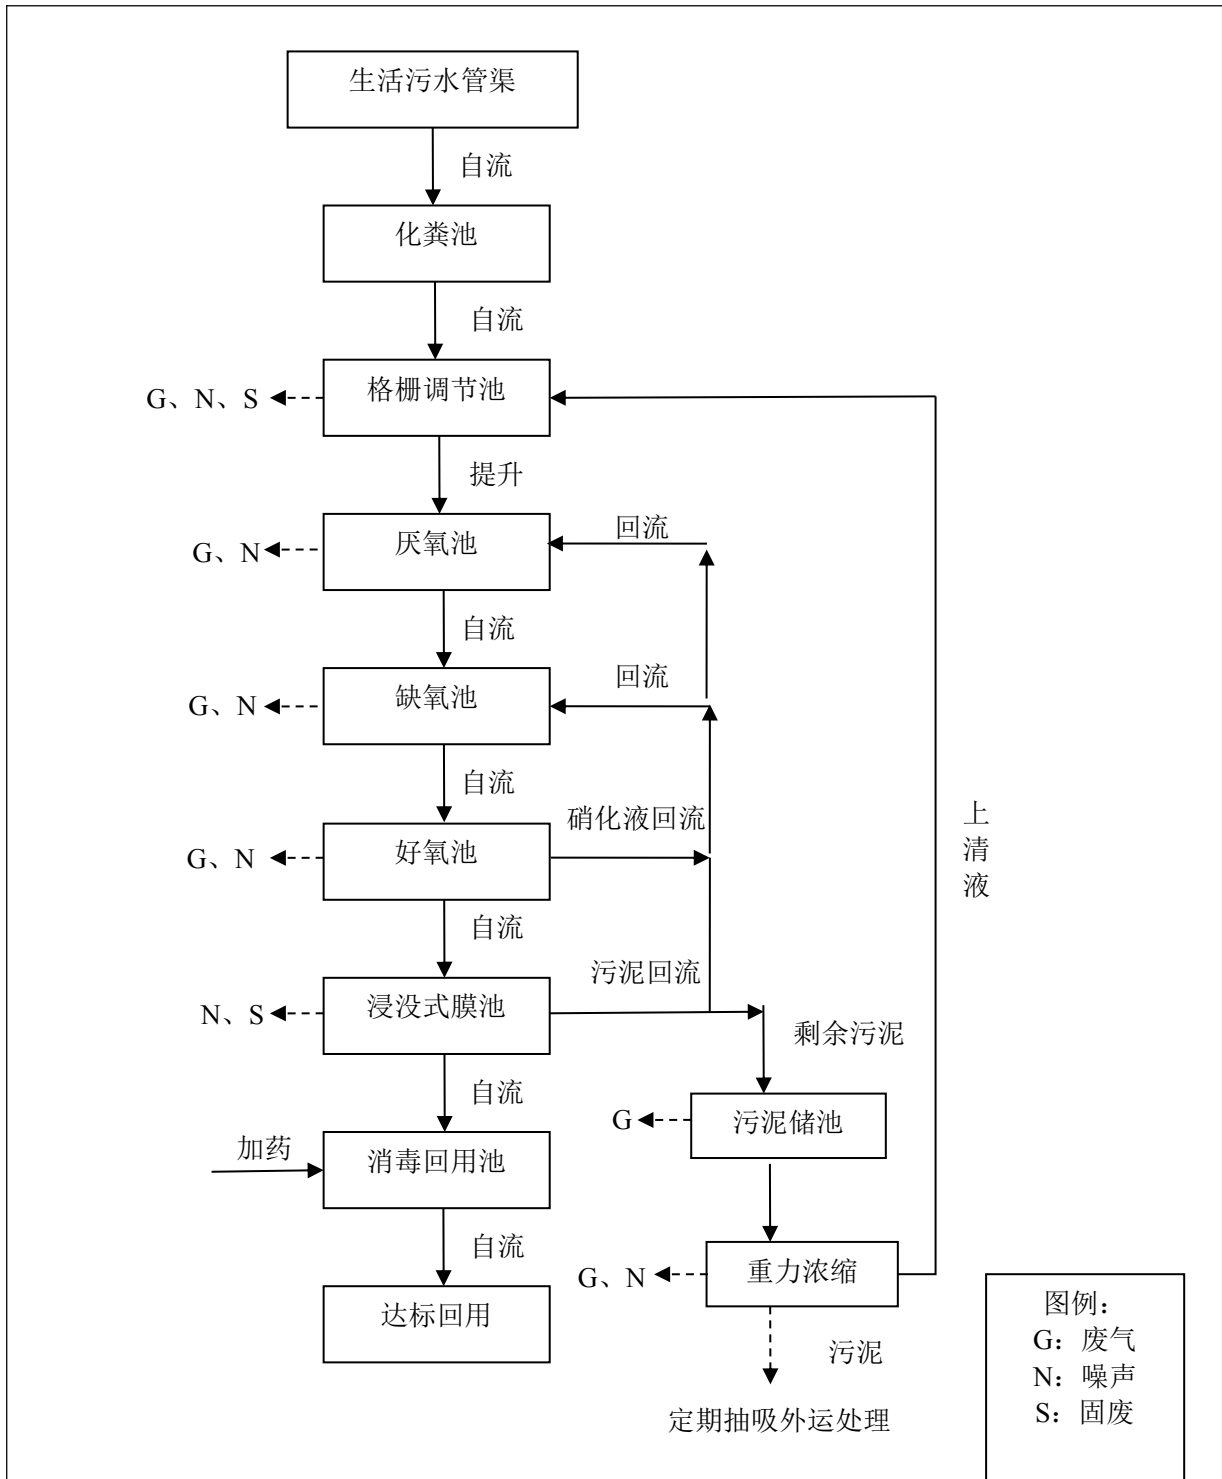 生活污水管渠
自流
化粪池
自流
G、N、S
格栅调节池
提升
回流
G、N
厌氧池
自流
回流
G、N
缺氧池
自流
硝化液回流
G、N
好氧池
上
清
液
自流
污泥回流
N、S
浸没式膜池
剩余污泥
自流
G
污泥储池
加药
消毒回用池
自流
G、N
重力浓缩
达标回用
污泥
定期抽吸外运处理
图例：
G：废气
N：噪声
S：固废